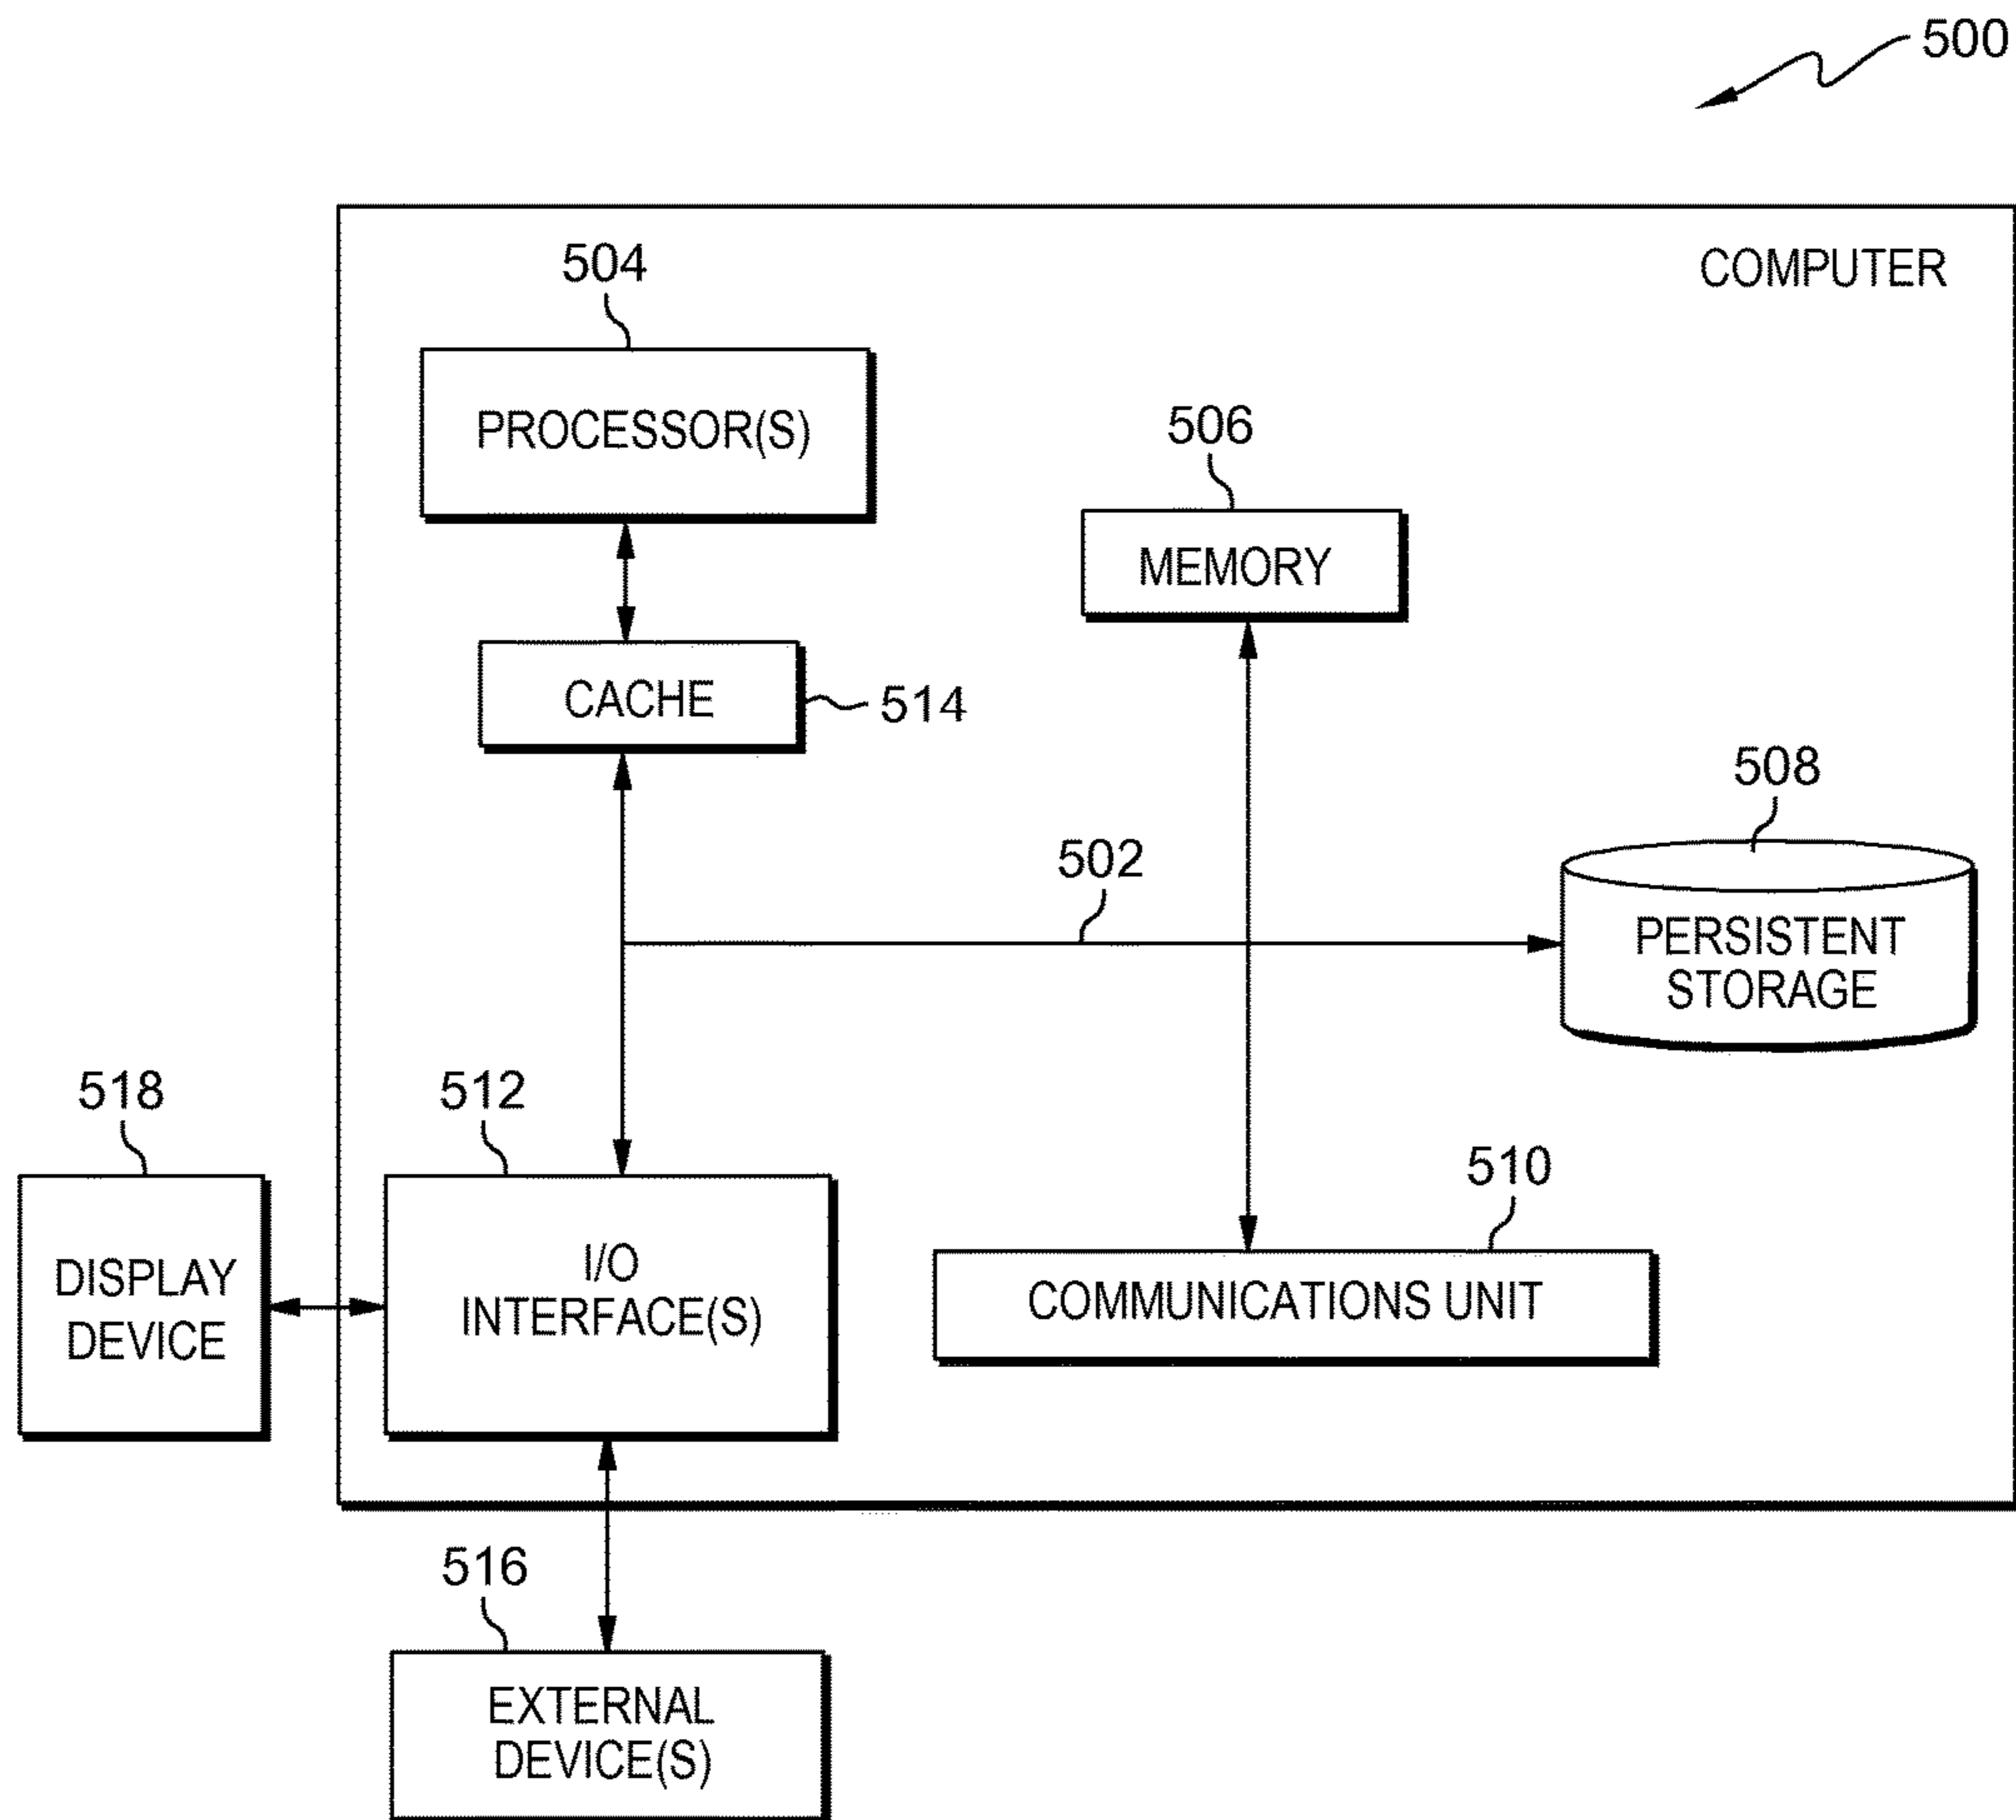 500
COMPUTER
504
PROCESSOR(S)
506
MEMORY
CACHE
514
508
502
PERSISTENT
STORAGE
518
512
510
DISPLAY
DEVICE
I/O
INTERFACE(S)
COMMUNICATIONS UNIT
516
EXTERNAL
DEVICE(S)